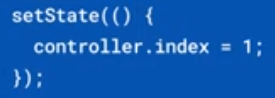 setState(() {
  controller.index = 1;
});